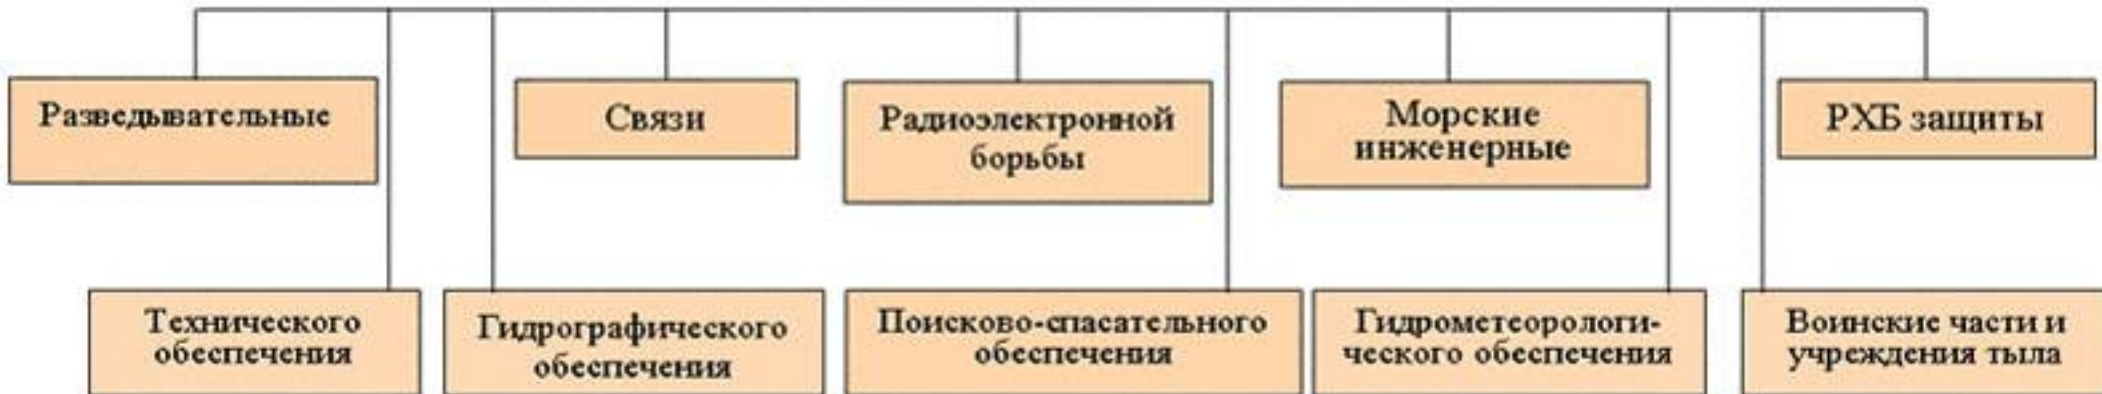 Разведывательные
Связи
Радиоэлектронной
борьбы
Морские
инженерные
РХБ защиты
Технического
обеспечения
Гидрографического
обеспечения
Поисково-спасательного
обеспечения
Гидрометеорологи-
ческого обеспечения
Воинские части и
учреждения тыла